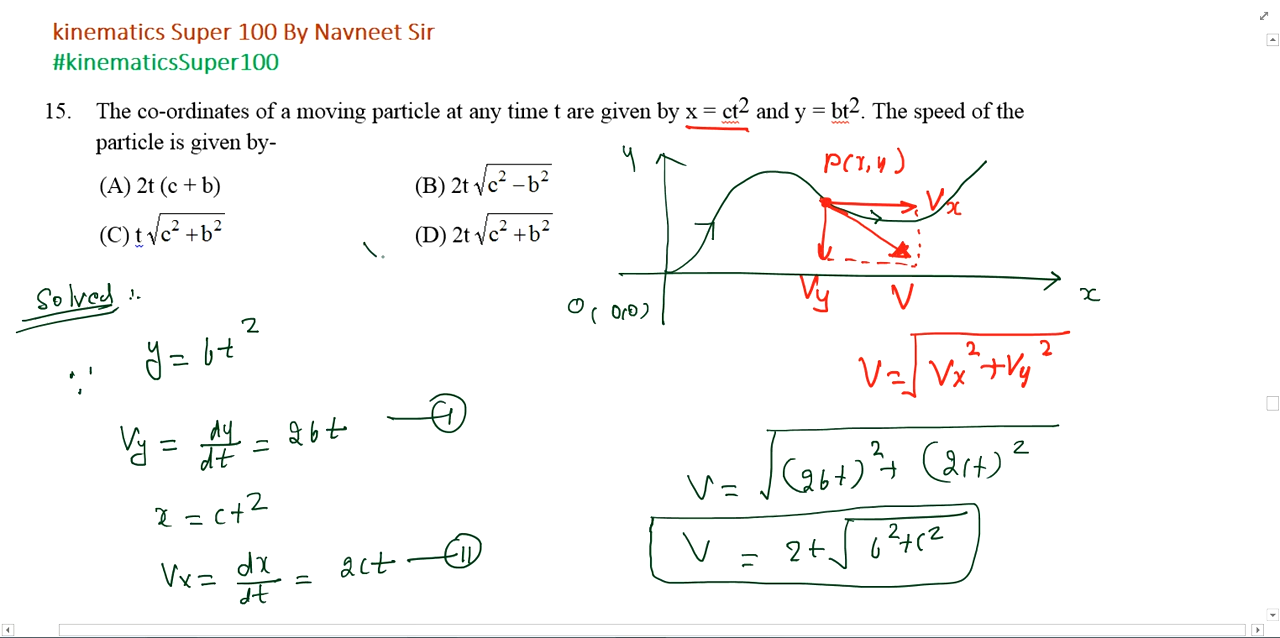 kinematics Super 100 By Navneet Sir
#kinematicsSuper100
15. The co-ordinates of a moving particle at any time t are given by x = ct² and y = bt². The speed of the
particle is given by-
(A) 2t (c + b) (B) 2t √(c² – b²)
(C) t √(c² + b²) (D) 2t √(c² + b²)
y
P(x, y)
Vx
Vy V
x
O( 0,0)
Solved :.
∵ y = bt²
V = √(Vx² + Vy²)
Vy = dy/dt = 2bt — I
V = √((2bt)² + (2ct)²)
x = ct²
V = 2t √(b² + c²)
Vx = dx/dt = 2ct — II